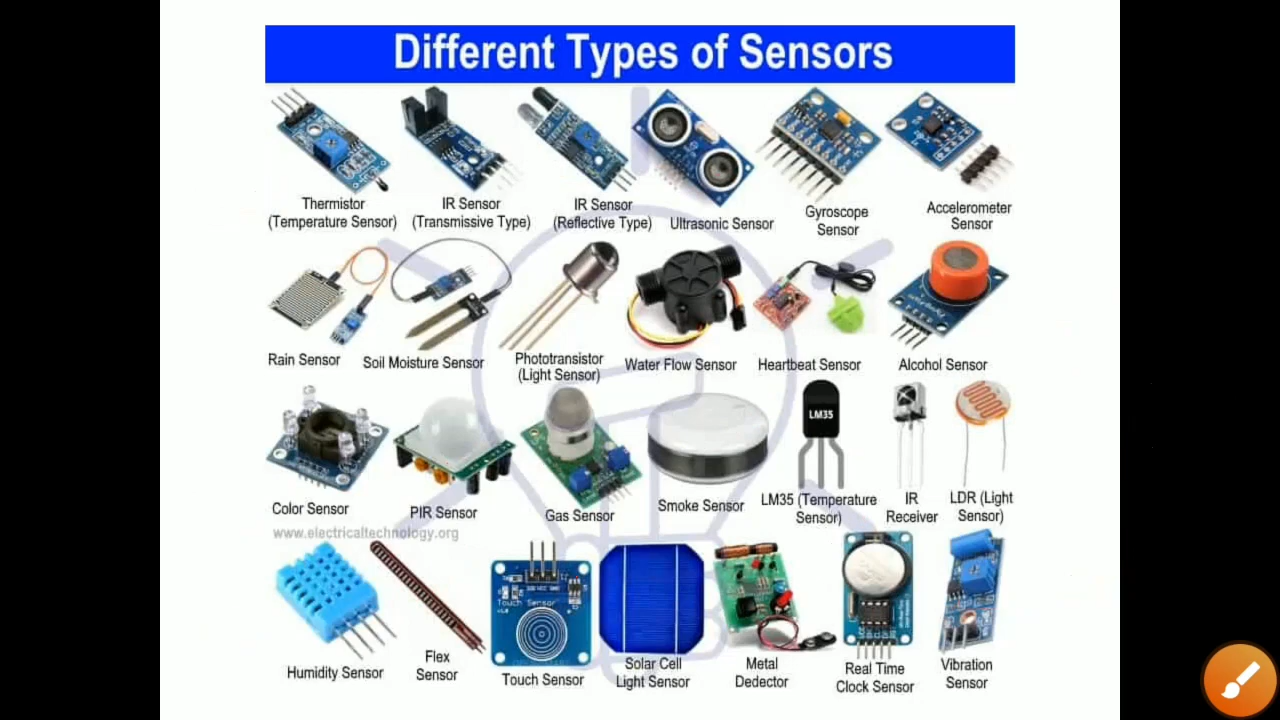 Different Types of Sensors
Thermistor
(Temperature Sensor)
IR Sensor
(Transmissive Type)
IR Sensor
(Reflective Type)
Ultrasonic Sensor
Gyroscope
Sensor
Accelerometer
Sensor
Rain Sensor
Soil Moisture Sensor
Phototransistor
(Light Sensor)
Water Flow Sensor
Heartbeat Sensor
Alcohol Sensor
LM35
Color Sensor
PIR Sensor
Gas Sensor
Smoke Sensor
LM35 (Temperature
Sensor)
IR
Receiver
LDR (Light
Sensor)
www.electricaltechnology.org
Touch Sensor
Humidity Sensor
Flex
Sensor
Touch Sensor
Solar Cell
Light Sensor
Metal
Dedector
Real Time
Clock Sensor
Vibration
Sensor